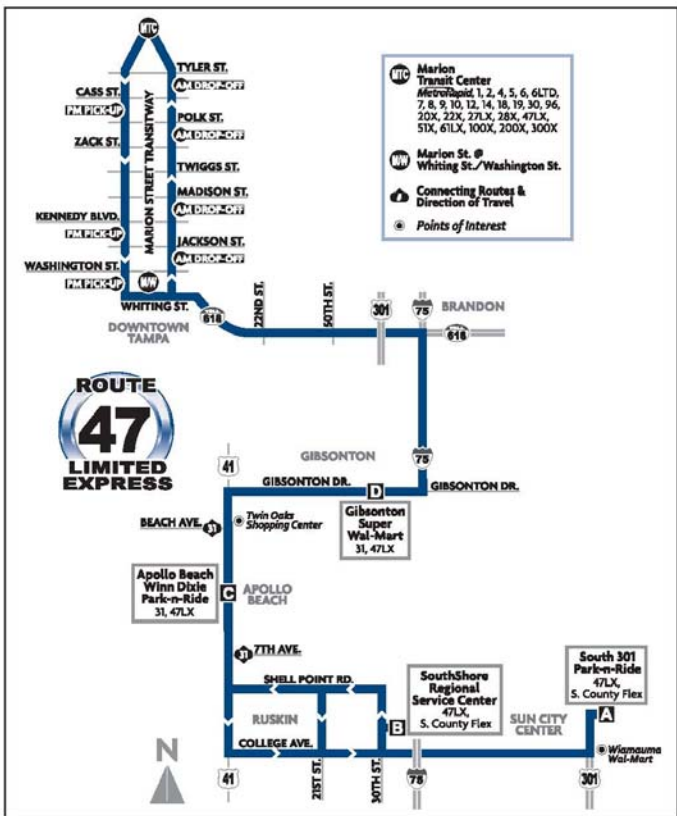 MTC
TYLER ST.
AM DROP-OFF
CASS ST.
PM PICK-UP
POLK ST.
AM DROP-OFF
ZACK ST.
TWIGGS ST.
MARION STREET TRANSITWAY
MADISON ST.
AM DROP-OFF
KENNEDY BLVD.
PM PICK-UP
JACKSON ST.
AM DROP-OFF
WASHINGTON ST.
PM PICK-UP
M/W
WHITING ST.
DOWNTOWN
TAMPA
MTC
Marion
Transit Center
MetroRapid, 1, 2, 4, 5, 6, 6LTD,
7, 8, 9, 10, 12, 14, 18, 19, 30, 96,
20X, 22X, 27LX, 28X, 47LX,
51X, 61LX, 100X, 200X, 300X
M/W
Marion St. @
Whiting St./Washington St.
Connecting Routes &
Direction of Travel
Points of Interest
618
22ND ST.
50TH ST.
301
75
BRANDON
618
ROUTE
47
LIMITED
EXPRESS
41
GIBSONTON
75
GIBSONTON DR.
D
GIBSONTON DR.
BEACH AVE.
31
Twin Oaks
Shopping Center
Gibsonton
Super
Wal-Mart
31, 47LX
Apollo Beach
Winn Dixie
Park-n-Ride
31, 47LX
C
APOLLO
BEACH
31
7TH AVE.
SHELL POINT RD.
SouthShore
Regional
Service Center
47LX,
S. County Flex
South 301
Park-n-Ride
47LX,
S. County Flex
RUSKIN
B
SUN CITY
CENTER
A
COLLEGE AVE.
Wiamauma
Wal-Mart
N
41
21ST ST.
30TH ST.
75
301